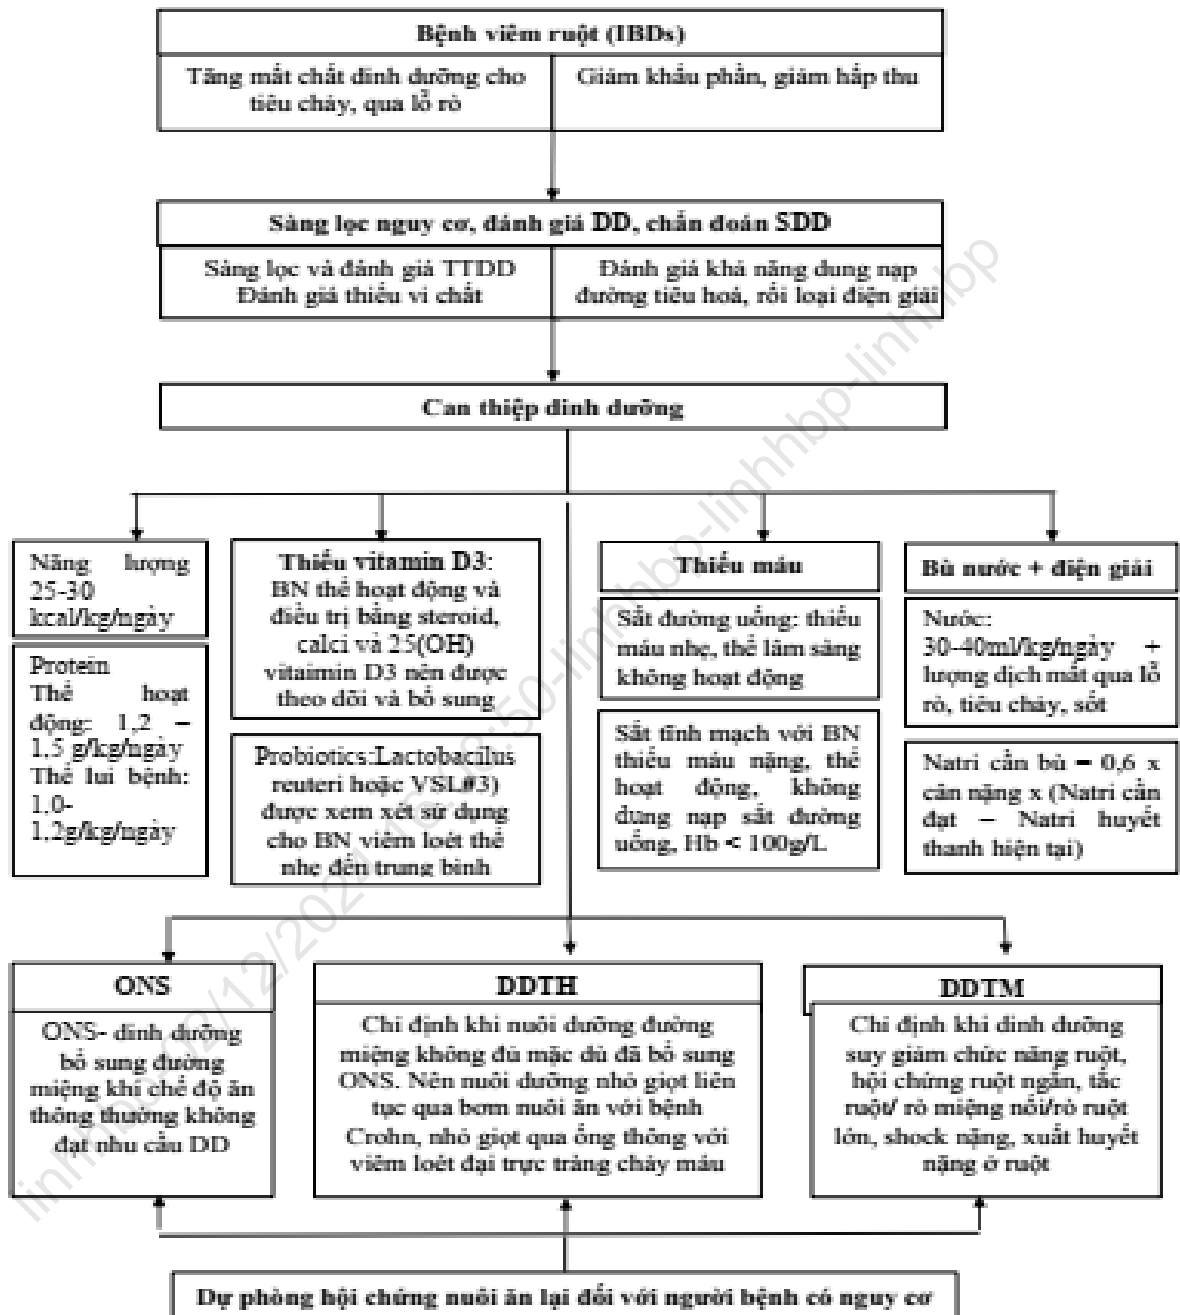 Bệnh viêm ruột (IBDs)
Tăng mất chất dinh dưỡng cho
tiêu chảy, qua lỗ rò
Giảm khẩu phần, giảm hấp thu
Sàng lọc nguy cơ, đánh giá DD, chẩn đoán SDD
Sàng lọc và đánh giá TTDD
Đánh giá thiếu vi chất
Đánh giá khả năng dung nạp
đường tiêu hoá, rối loại điện giải
Can thiệp dinh dưỡng
Năng lượng
25-30
kcal/kg/ngày
Protein
Thể hoạt
động: 1,2 –
1,5 g/kg/ngày
Thể lui bệnh:
1.0-
1,2g/kg/ngày
Thiếu vitamin D3:
BN thể hoạt động và
điều trị bằng steroid,
calci và 25(OH)
vitaimin D3 nên được
theo dõi và bổ sung
Probiotics:Lactobacilus
reuteri hoặc VSL#3)
được xem xét sử dụng
cho BN viêm loét thể
nhẹ đến trung bình
Thiếu máu
Sắt đường uống: thiếu
máu nhẹ, thể lâm sàng
không hoạt động
Sắt tĩnh mạch với BN
thiếu máu nặng, thể
hoạt động, không
dung nạp sắt đường
uống, Hb < 100g/L
Bù nước + điện giải
Nước:
30-40ml/kg/ngày +
lượng dịch mất qua lỗ
rò, tiêu chảy, sốt
Natri cần bù = 0,6 x
cân nặng x (Natri cần
đạt – Natri huyết
thanh hiện tại)
ONS
ONS- dinh dưỡng
bổ sung đường
miệng khi chế độ ăn
thông thường không
đạt nhu cầu DD
DDTH
Chỉ định khi nuôi dưỡng đường
miệng không đủ mặc dù đã bổ sung
ONS. Nên nuôi dưỡng nhỏ giọt liên
tục qua bơm nuôi ăn với bệnh
Crohn, nhỏ giọt qua ống thông với
viêm loét đại trực tràng chảy máu
DDTM
Chỉ định khi dinh dưỡng
suy giảm chức năng ruột,
hội chứng ruột ngắn, tắc
ruột/ rò miệng nối/rò ruột
lớn, shock nặng, xuất huyết
nặng ở ruột
Dự phòng hội chứng nuôi ăn lại đối với người bệnh có nguy cơ